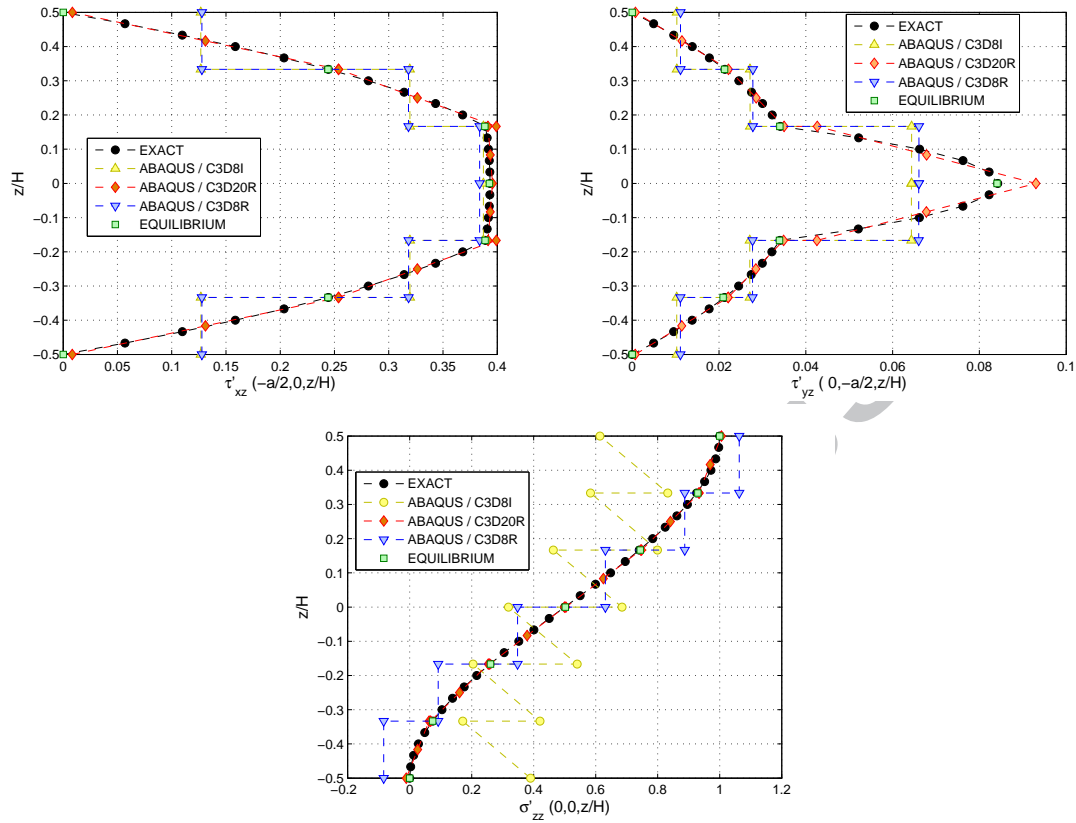 0.5
0.4
0.3
0.2
0.1
0
−0.1
−0.2
−0.3
−0.4
−0.5
z/H
EXACT
ABAQUS / C3D8I
ABAQUS / C3D20R
ABAQUS / C3D8R
EQUILIBRIUM
0 0.05 0.1 0.15 0.2 0.25 0.3 0.35 0.4
τ'xz (−a/2,0,z/H)
0.5
0.4
0.3
0.2
0.1
0
−0.1
−0.2
−0.3
−0.4
−0.5
z/H
EXACT
ABAQUS / C3D8I
ABAQUS / C3D20R
ABAQUS / C3D8R
EQUILIBRIUM
0 0.02 0.04 0.06 0.08 0.1
τ'yz ( 0,−a/2,z/H)
0.5
0.4
0.3
0.2
0.1
0
−0.1
−0.2
−0.3
−0.4
−0.5
z/H
EXACT
ABAQUS / C3D8I
ABAQUS / C3D20R
ABAQUS / C3D8R
EQUILIBRIUM
−0.2 0 0.2 0.4 0.6 0.8 1 1.2
σ'zz (0,0,z/H)